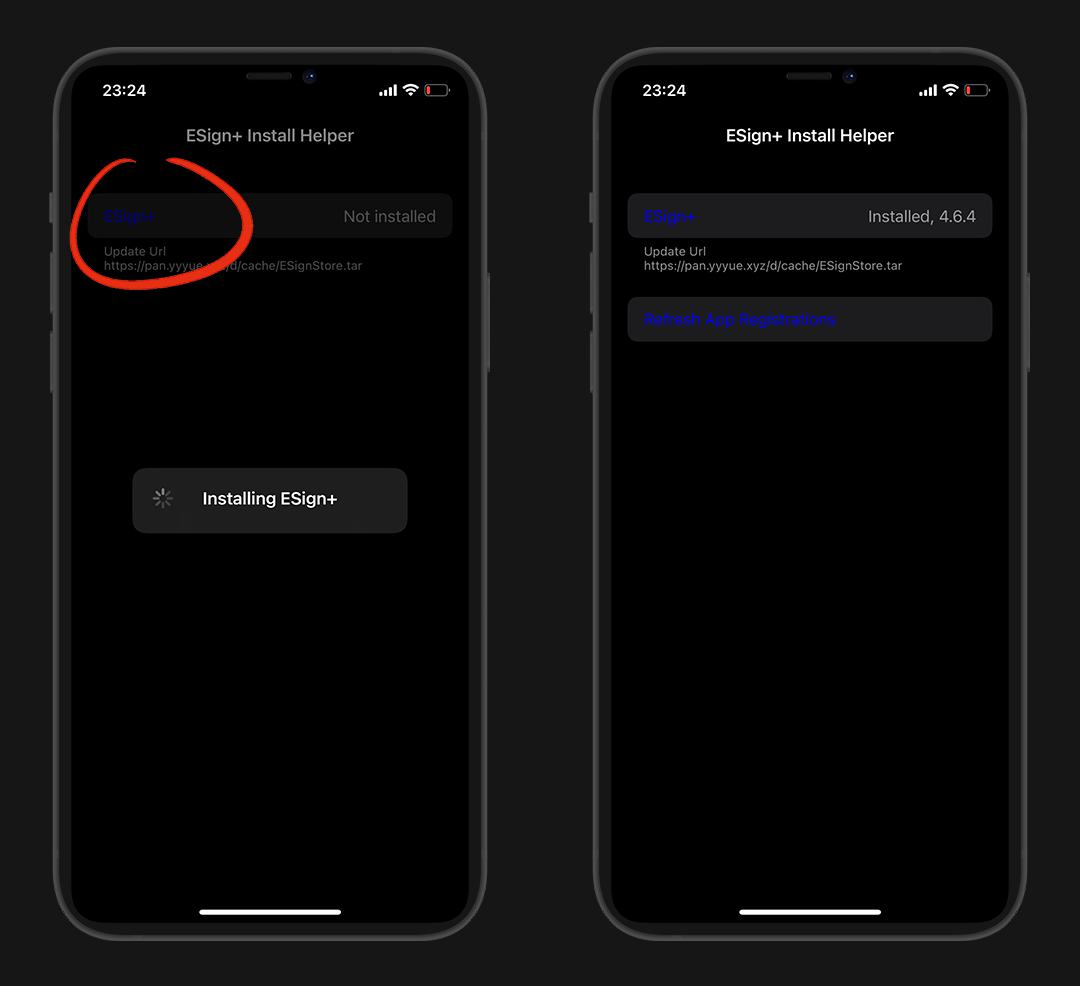 23:24
ESign+ Install Helper
ESign+ Not installed
Update Url
https://pan.yyyue.xyz/d/cache/ESignStore.tar
Installing ESign+
23:24
ESign+ Install Helper
ESign+ Installed, 4.6.4
Update Url
https://pan.yyyue.xyz/d/cache/ESignStore.tar
Refresh App Registrations